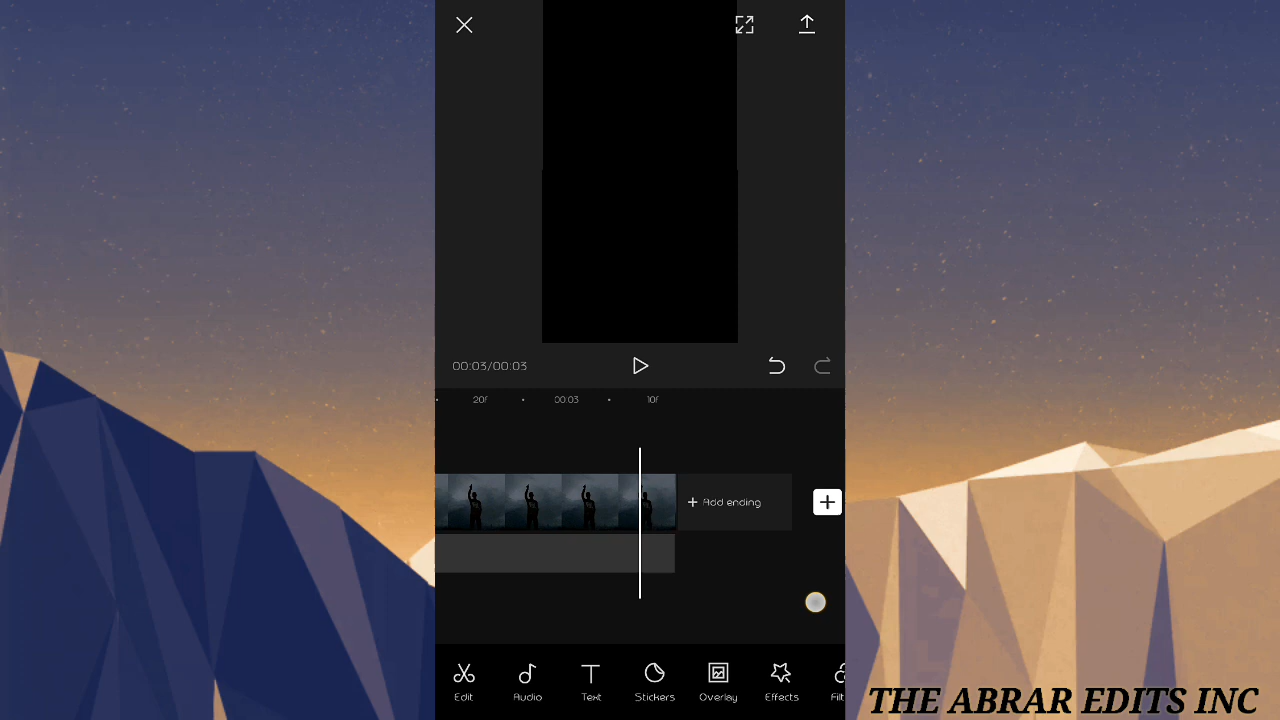 00:03/00:03
20f
00:03
10f
Add ending
Edit
Audio
Text
Stickers
Overlay
Effects
Filt
THE ABRAR EDITS INC